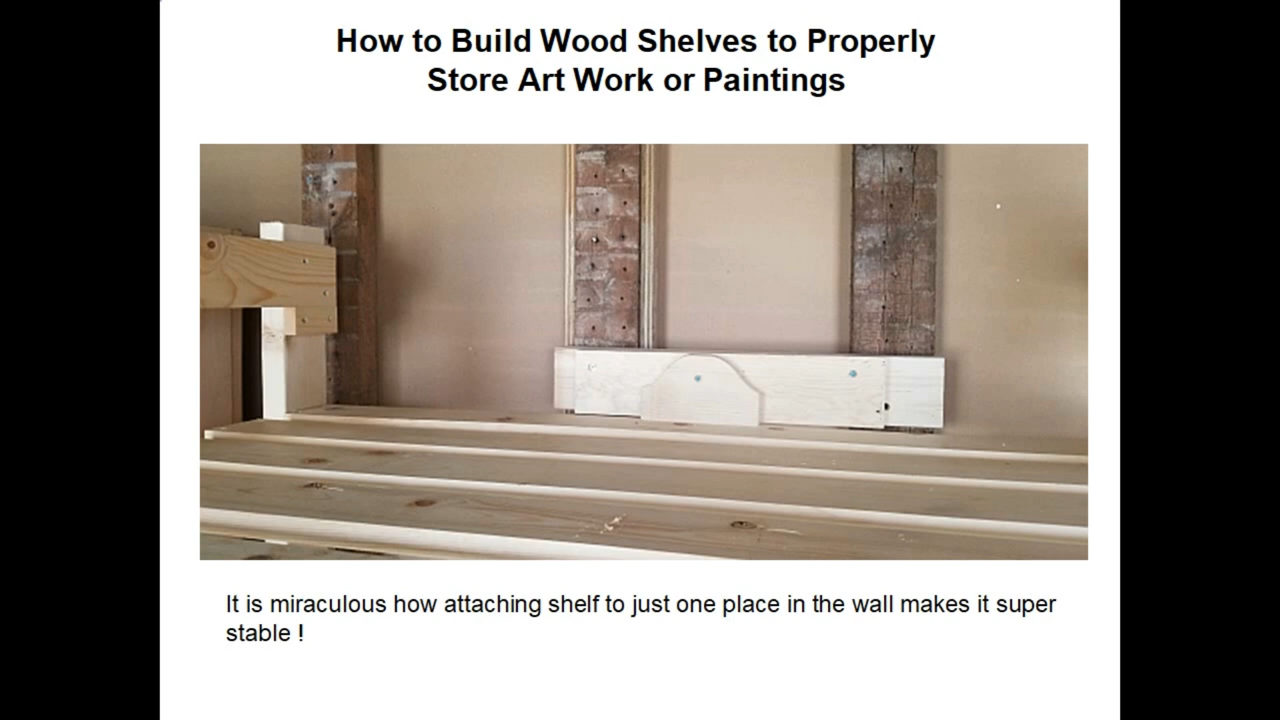 How to Build Wood Shelves to Properly
Store Art Work or Paintings
It is miraculous how attaching shelf to just one place in the wall makes it super
stable !